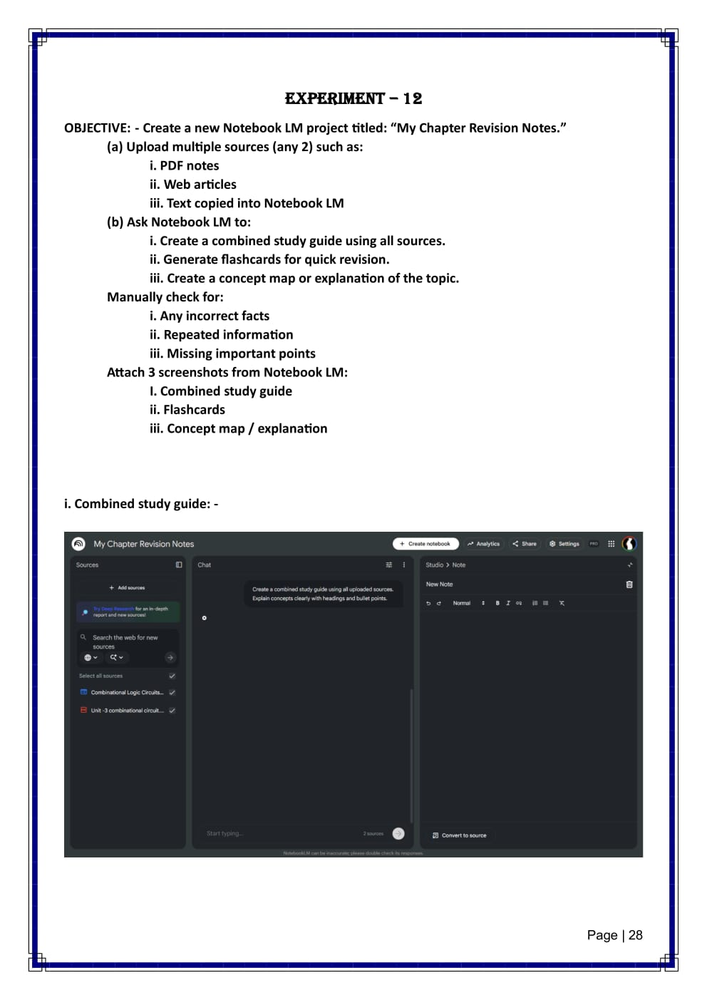 EXPERIMENT – 12
OBJECTIVE: - Create a new Notebook LM project titled: “My Chapter Revision Notes.”
(a) Upload multiple sources (any 2) such as:
i. PDF notes
ii. Web articles
iii. Text copied into Notebook LM
(b) Ask Notebook LM to:
i. Create a combined study guide using all sources.
ii. Generate flashcards for quick revision.
iii. Create a concept map or explanation of the topic.
Manually check for:
i. Any incorrect facts
ii. Repeated information
iii. Missing important points
Attach 3 screenshots from Notebook LM:
I. Combined study guide
ii. Flashcards
iii. Concept map / explanation
i. Combined study guide: -
My Chapter Revision Notes
+ Create notebook
Analytics
Share
Settings
PRO
Sources
+ Add sources
Try Deep Research for an in-depth
report and new sources!
Search the web for new
sources
Select all sources
Combinational Logic Circuits...
Unit -3 combinational circuit....
Chat
Create a combined study guide using all uploaded sources.
Explain concepts clearly with headings and bullet points.
Start typing...
2 sources
Studio > Note
New Note
Normal
B I
Convert to source
NotebookLM can be inaccurate; please double check its responses.
Page | 28